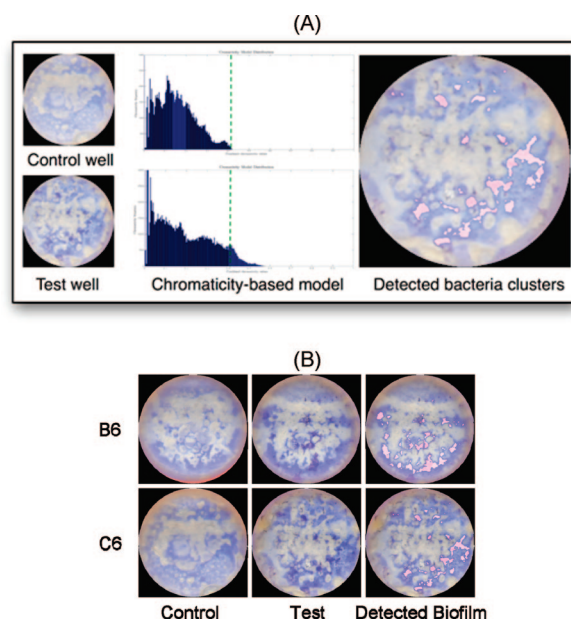 (A)
Control well
Test well
Chromaticity-based model
Detected bacteria clusters
(B)
B6
C6
Control
Test
Detected Biofilm